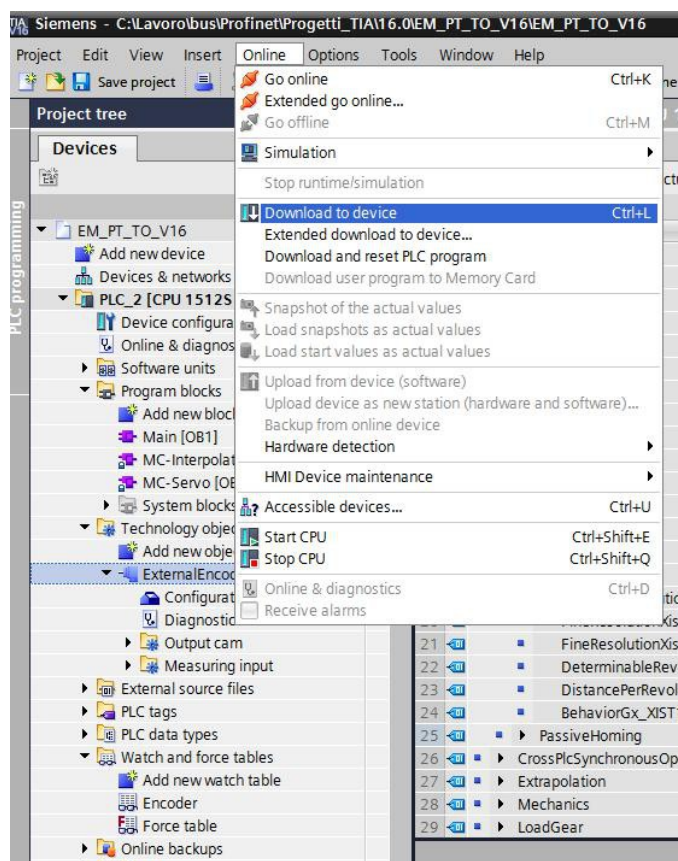 Siemens - C:\Lavoro\bus\Profinet\Progetti_TIA\16.0\EM_PT_TO_V16\EM_PT_TO_V16
Project Edit View Insert Online Options Tools Window Help
Save project
Go online Ctrl+K
Extended go online...
Go offline Ctrl+M
Simulation
Stop runtime/simulation
Download to device Ctrl+L
Extended download to device...
Download and reset PLC program
Download user program to Memory Card
Snapshot of the actual values
Load snapshots as actual values
Load start values as actual values
Upload from device (software)
Upload device as new station (hardware and software)...
Backup from online device
Hardware detection
HMI Device maintenance
Accessible devices... Ctrl+U
Start CPU Ctrl+Shift+E
Stop CPU Ctrl+Shift+Q
Online & diagnostics Ctrl+D
Receive alarms
Project tree
Devices
PLC programming
EM_PT_TO_V16
Add new device
Devices & networks
PLC_2 [CPU 1512S
Device configura
Online & diagnos
Software units
Program blocks
Add new bloc
Main [OB1]
MC-Interpolat
MC-Servo [OB
System blocks
Technology objec
Add new obje
ExternalEncod
Configurat
Diagnostic
Output cam
Measuring input
External source files
PLC tags
PLC data types
Watch and force tables
Add new watch table
Encoder
Force table
Online backups
21 FineResolutionXis
22 DeterminableRev
23 DistancePerRevol
24 BehaviorGx_XIST
25 PassiveHoming
26 CrossPlcSynchronousOp
27 Extrapolation
28 Mechanics
29 LoadGear